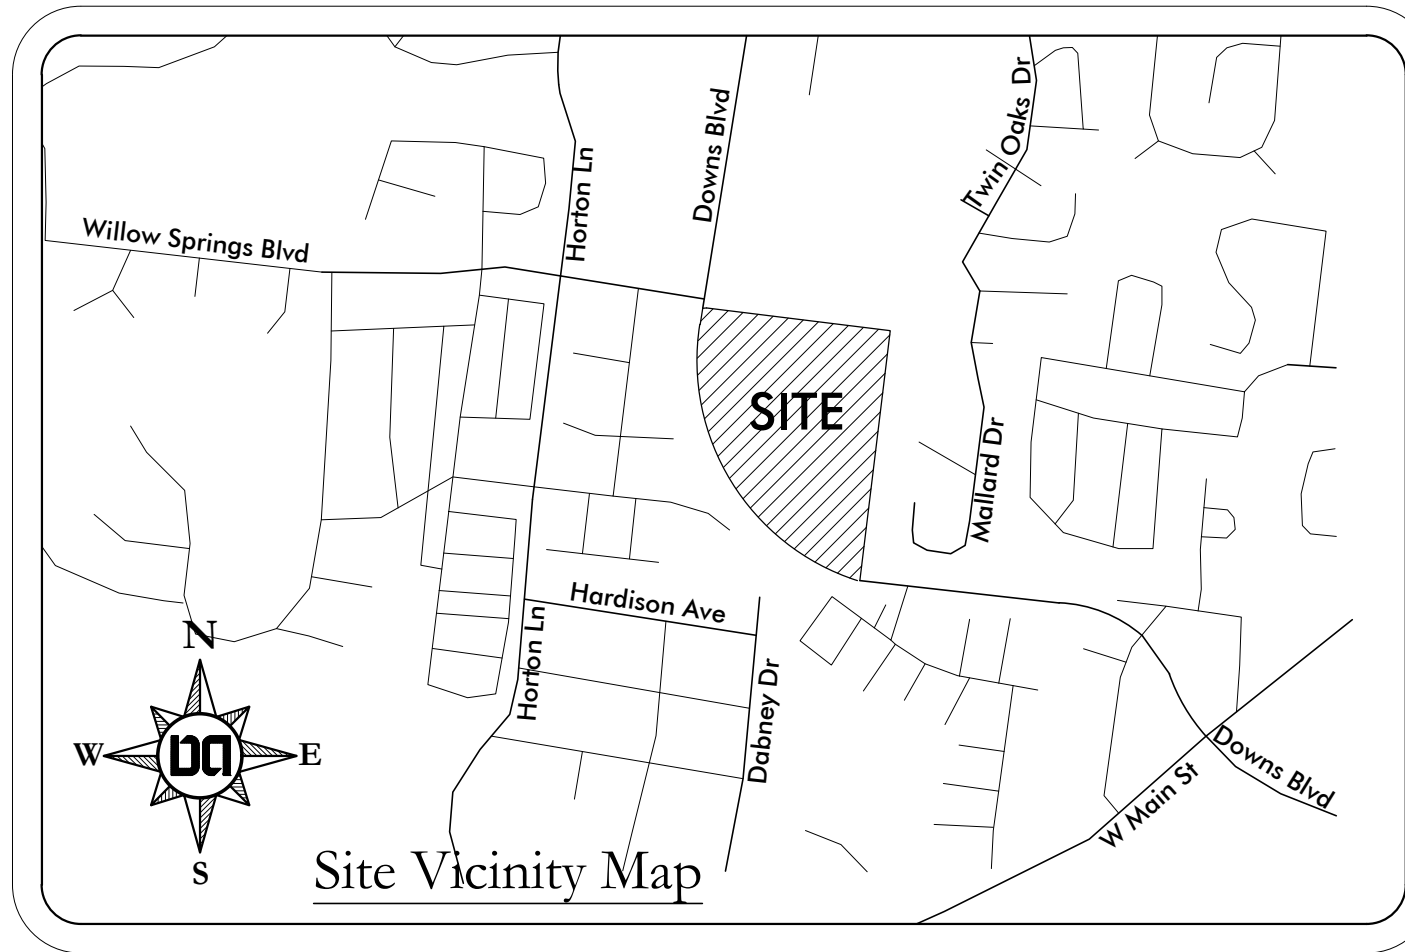 Twin Oaks Dr
Downs Blvd
Horton Ln
Willow Springs Blvd
SITE
Mallard Dr
Hardison Ave
Horton Ln
Dabney Dr
N
W
E
S
Downs Blvd
W Main St
Site Vicinity Map